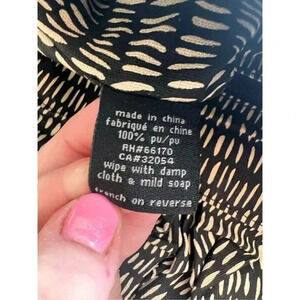 made in china
fabriqué en chine
100% pu/pu
RH#66170
CA#32054
wipe with damp
cloth & mild soap
french on reverse